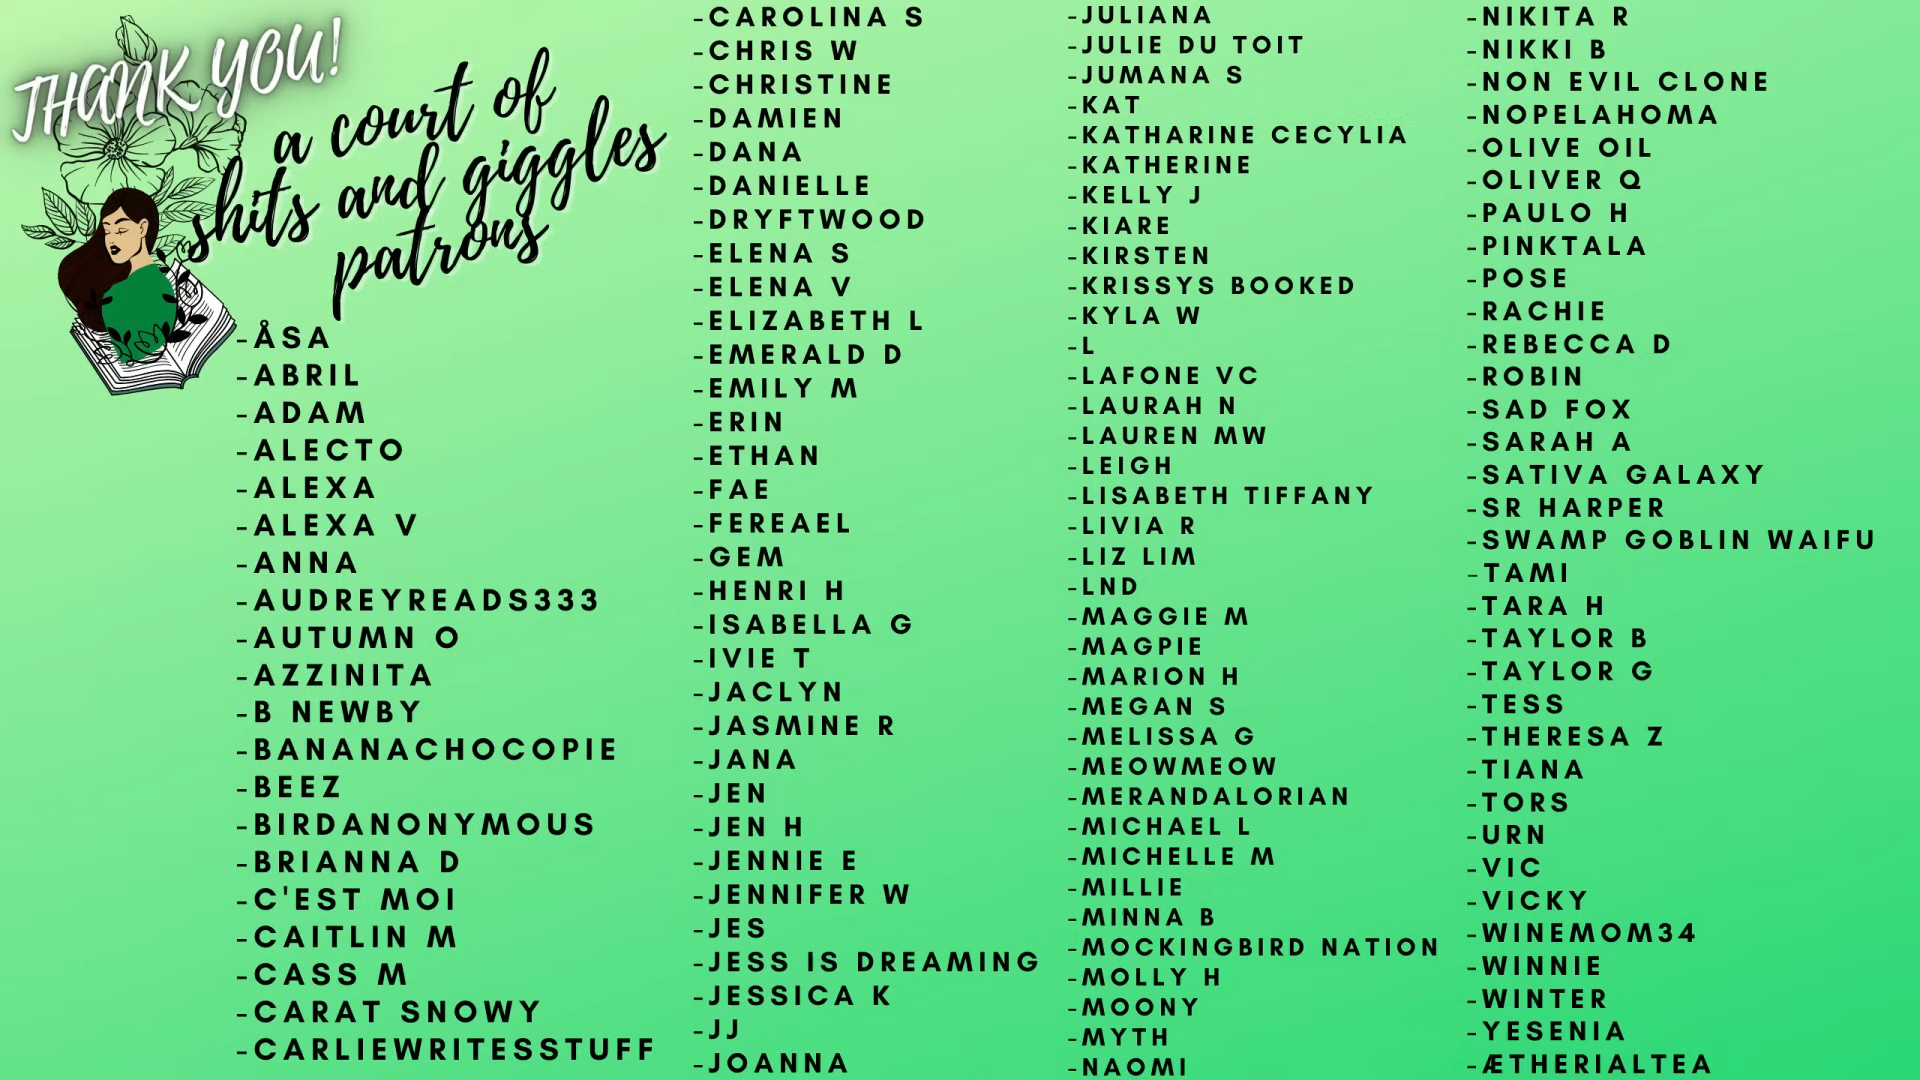 THANK YOU!
a court of
shits and giggles
patrons
-ÅSA
-ABRIL
-ADAM
-ALECTO
-ALEXA
-ALEXA V
-ANNA
-AUDREYREADS333
-AUTUMN O
-AZZINITA
-B NEWBY
-BANANACHOCOPIE
-BEEZ
-BIRDANONYMOUS
-BRIANNA D
-C'EST MOI
-CAITLIN M
-CASS M
-CARAT SNOWY
-CARLIEWRITESSTUFF
-CAROLINA S
-CHRIS W
-CHRISTINE
-DAMIEN
-DANA
-DANIELLE
-DRYFTWOOD
-ELENA S
-ELENA V
-ELIZABETH L
-EMERALD D
-EMILY M
-ERIN
-ETHAN
-FAE
-FEREAEL
-GEM
-HENRI H
-ISABELLA G
-IVIE T
-JACLYN
-JASMINE R
-JANA
-JEN
-JEN H
-JENNIE E
-JENNIFER W
-JES
-JESS IS DREAMING
-JESSICA K
-JJ
-JOANNA
-JULIANA
-JULIE DU TOIT
-JUMANA S
-KAT
-KATHARINE CECYLIA
-KATHERINE
-KELLY J
-KIARE
-KIRSTEN
-KRISSYS BOOKED
-KYLA W
-L
-LAFONE VC
-LAURAH N
-LAUREN MW
-LEIGH
-LISABETH TIFFANY
-LIVIA R
-LIZ LIM
-LND
-MAGGIE M
-MAGPIE
-MARION H
-MEGAN S
-MELISSA G
-MEOWMEOW
-MERANDALORIAN
-MICHAEL L
-MICHELLE M
-MILLIE
-MINNA B
-MOCKINGBIRD NATION
-MOLLY H
-MOONY
-MYTH
-NAOMI
-NIKITA R
-NIKKI B
-NON EVIL CLONE
-NOPELAHOMA
-OLIVE OIL
-OLIVER Q
-PAULO H
-PINKTALA
-POSE
-RACHIE
-REBECCA D
-ROBIN
-SAD FOX
-SARAH A
-SATIVA GALAXY
-SR HARPER
-SWAMP GOBLIN WAIFU
-TAMI
-TARA H
-TAYLOR B
-TAYLOR G
-TESS
-THERESA Z
-TIANA
-TORS
-URN
-VIC
-VICKY
-WINEMOM34
-WINNIE
-WINTER
-YESENIA
-ÆTHERIALTEA